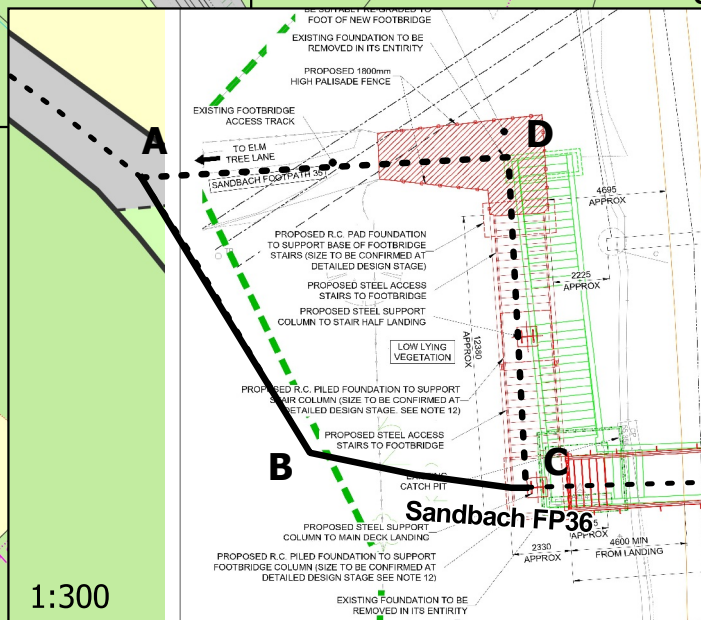 BE SUITABLY RE-GRADED TO
FOOT OF NEW FOOTBRIDGE
EXISTING FOUNDATION TO BE
REMOVED IN ITS ENTIRITY
PROPOSED 1800mm
HIGH PALISADE FENCE
EXISTING FOOTBRIDGE
ACCESS TRACK
A
D
TO ELM
TREE LANE
SANDBACH FOOTPATH 36
4695
APPROX
PROPOSED R.C. PAD FOUNDATION
TO SUPPORT BASE OF FOOTBRIDGE
STAIRS (SIZE TO BE CONFIRMED AT
DETAILED DESIGN STAGE)
2225
APPROX
PROPOSED STEEL ACCESS
STAIRS TO FOOTBRIDGE
PROPOSED STEEL SUPPORT
COLUMN TO STAIR HALF LANDING
12380
APPROX
LOW LYING
VEGETATION
PROPOSED R.C. PILED FOUNDATION TO SUPPORT
STAIR COLUMN (SIZE TO BE CONFIRMED AT
DETAILED DESIGN STAGE. SEE NOTE 12)
PROPOSED STEEL ACCESS
STAIRS TO FOOTBRIDGE
B
C
CATCH PIT
Sandbach FP36
PROPOSED STEEL SUPPORT
COLUMN TO MAIN DECK LANDING
APPROX
2330
APPROX
4600 MIN
FROM LANDING
PROPOSED R.C. PILED FOUNDATION TO SUPPORT
FOOTBRIDGE COLUMN (SIZE TO BE CONFIRMED AT
DETAILED DESIGN STAGE SEE NOTE 12)
1:300
EXISTING FOUNDATION TO BE
REMOVED IN ITS ENTIRITY